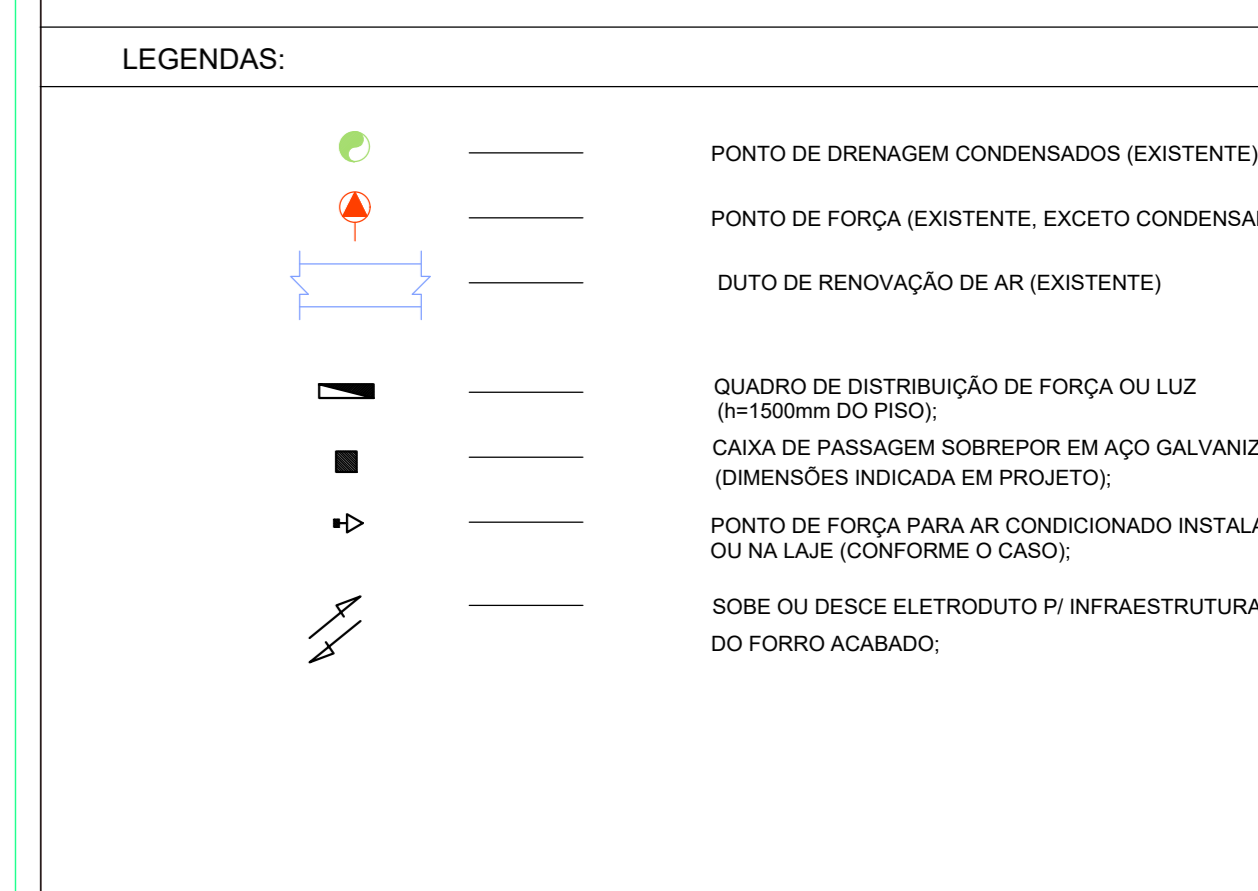 LEGENDAS:
PONTO DE DRENAGEM CONDENSADOS (EXISTENTE)
PONTO DE FORÇA (EXISTENTE, EXCETO
DUTO DE RENOVAÇÃO DE AR (EXISTENTE)
QUADRO DE DISTRIBUIÇÃO DE FORÇA OU LUZ
(h=1500mm DO PISO);
CAIXA DE PASSAGEM SOBREPOR EM AÇO
(DIMENSÕES INDICADA EM PROJETO);
PONTO DE FORÇA PARA AR CONDICIONADO
OU NA LAJE (CONFORME O CASO);
SOBE OU DESCE ELETRODUTO P/ INFRAESTRUTURA
DO FORRO ACABADO;